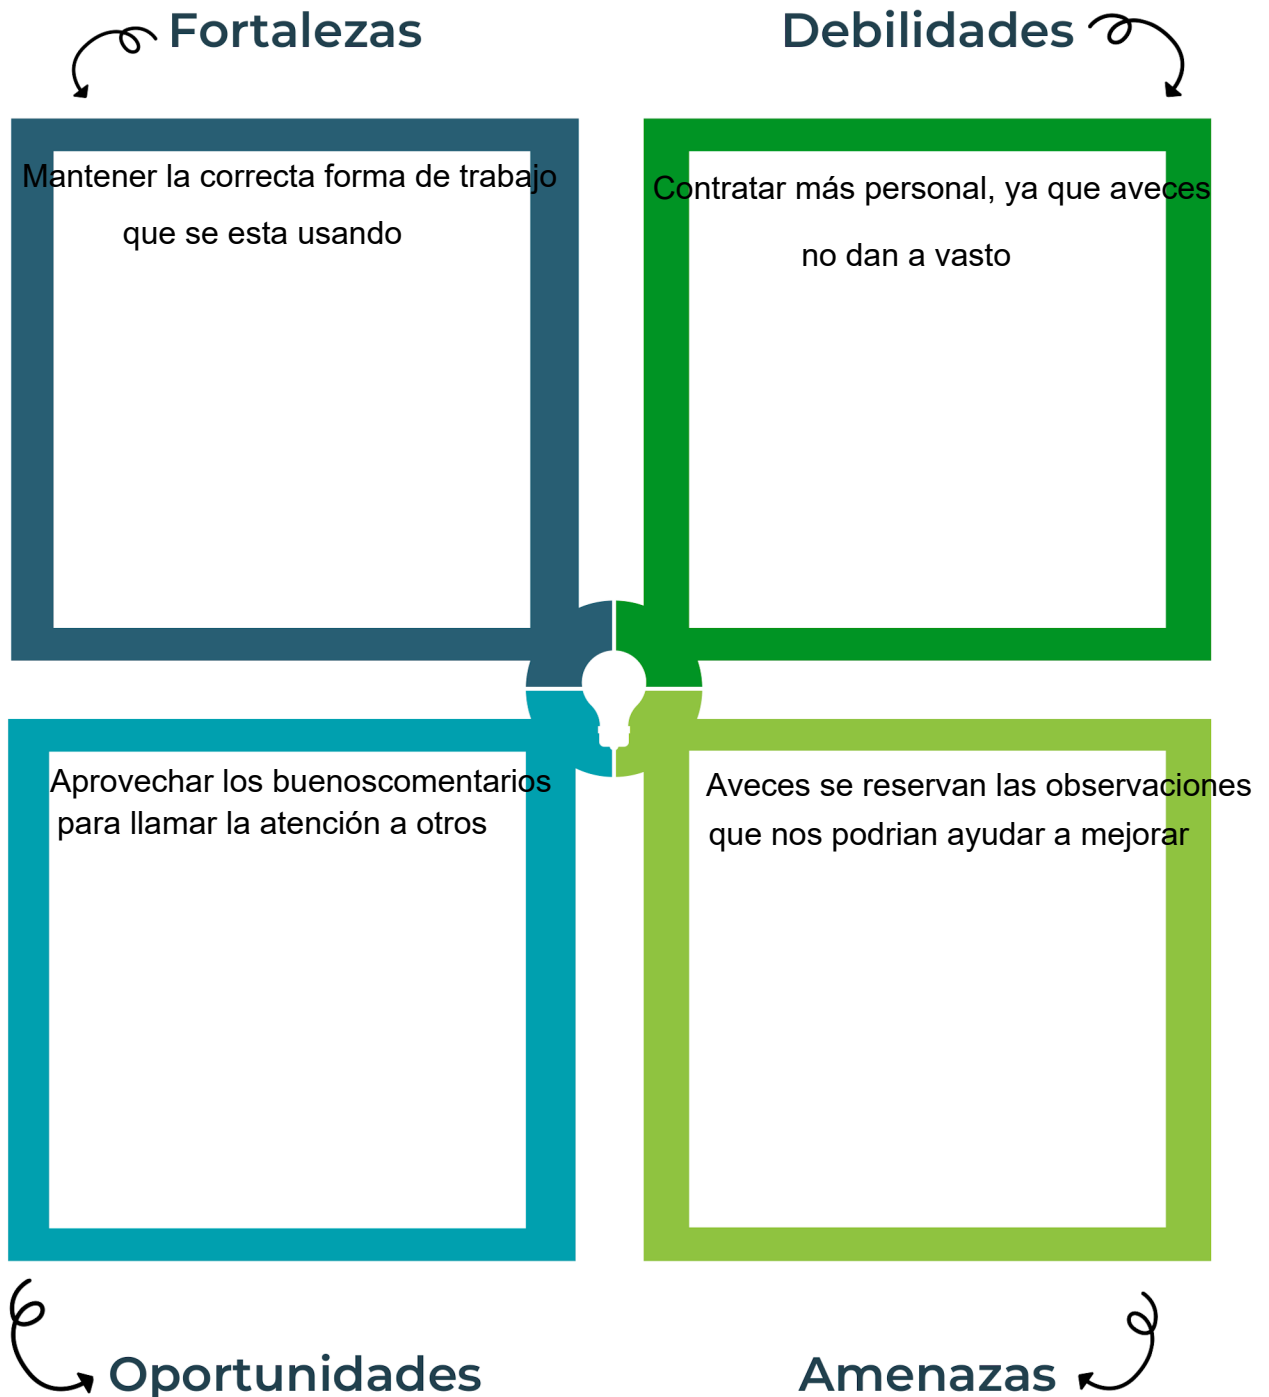 Fortalezas
Debilidades
Mantener la correcta forma de trabajo
que se esta usando
Contratar más personal, ya que aveces
no dan a vasto
Aprovechar los buenoscomentarios
para llamar la atención a otros
Aveces se reservan las observaciones
que nos podrian ayudar a mejorar
Oportunidades
Amenazas